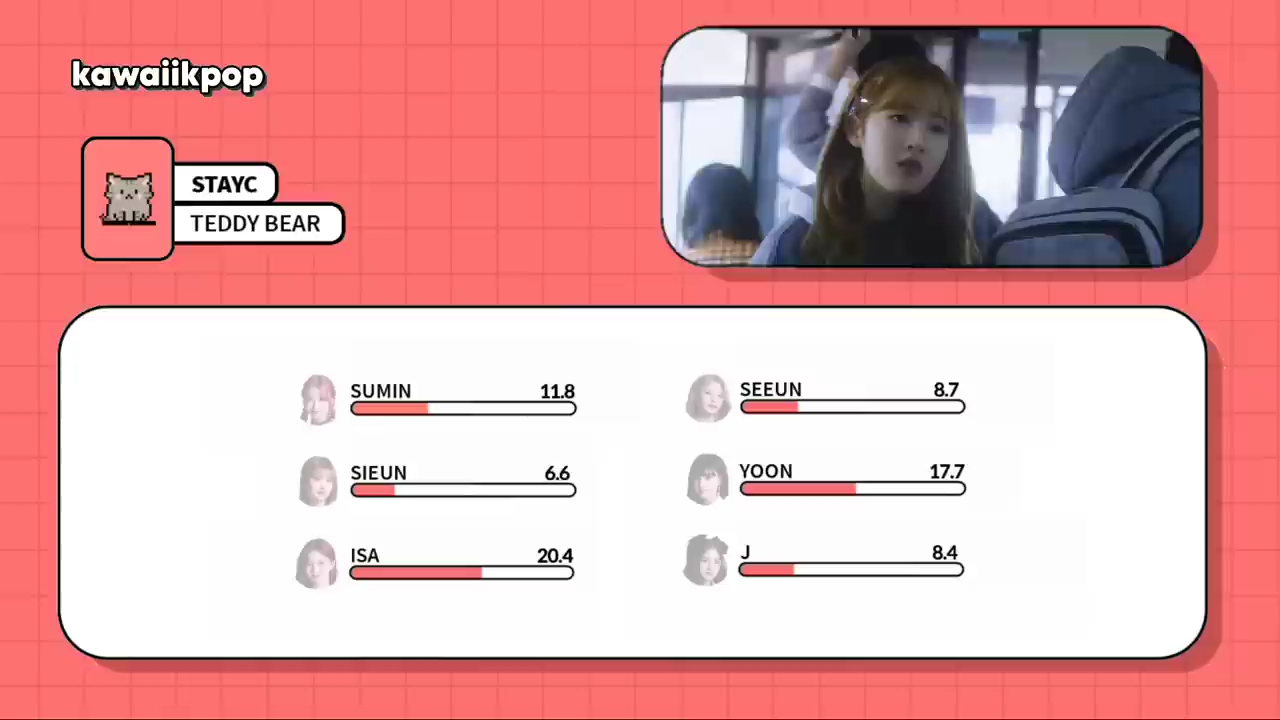 kawaiikpop
STAYC
TEDDY BEAR
SUMIN 11.8
SEEUN 8.7
SIEUN 6.6
YOON 17.7
ISA 20.4
J 8.4